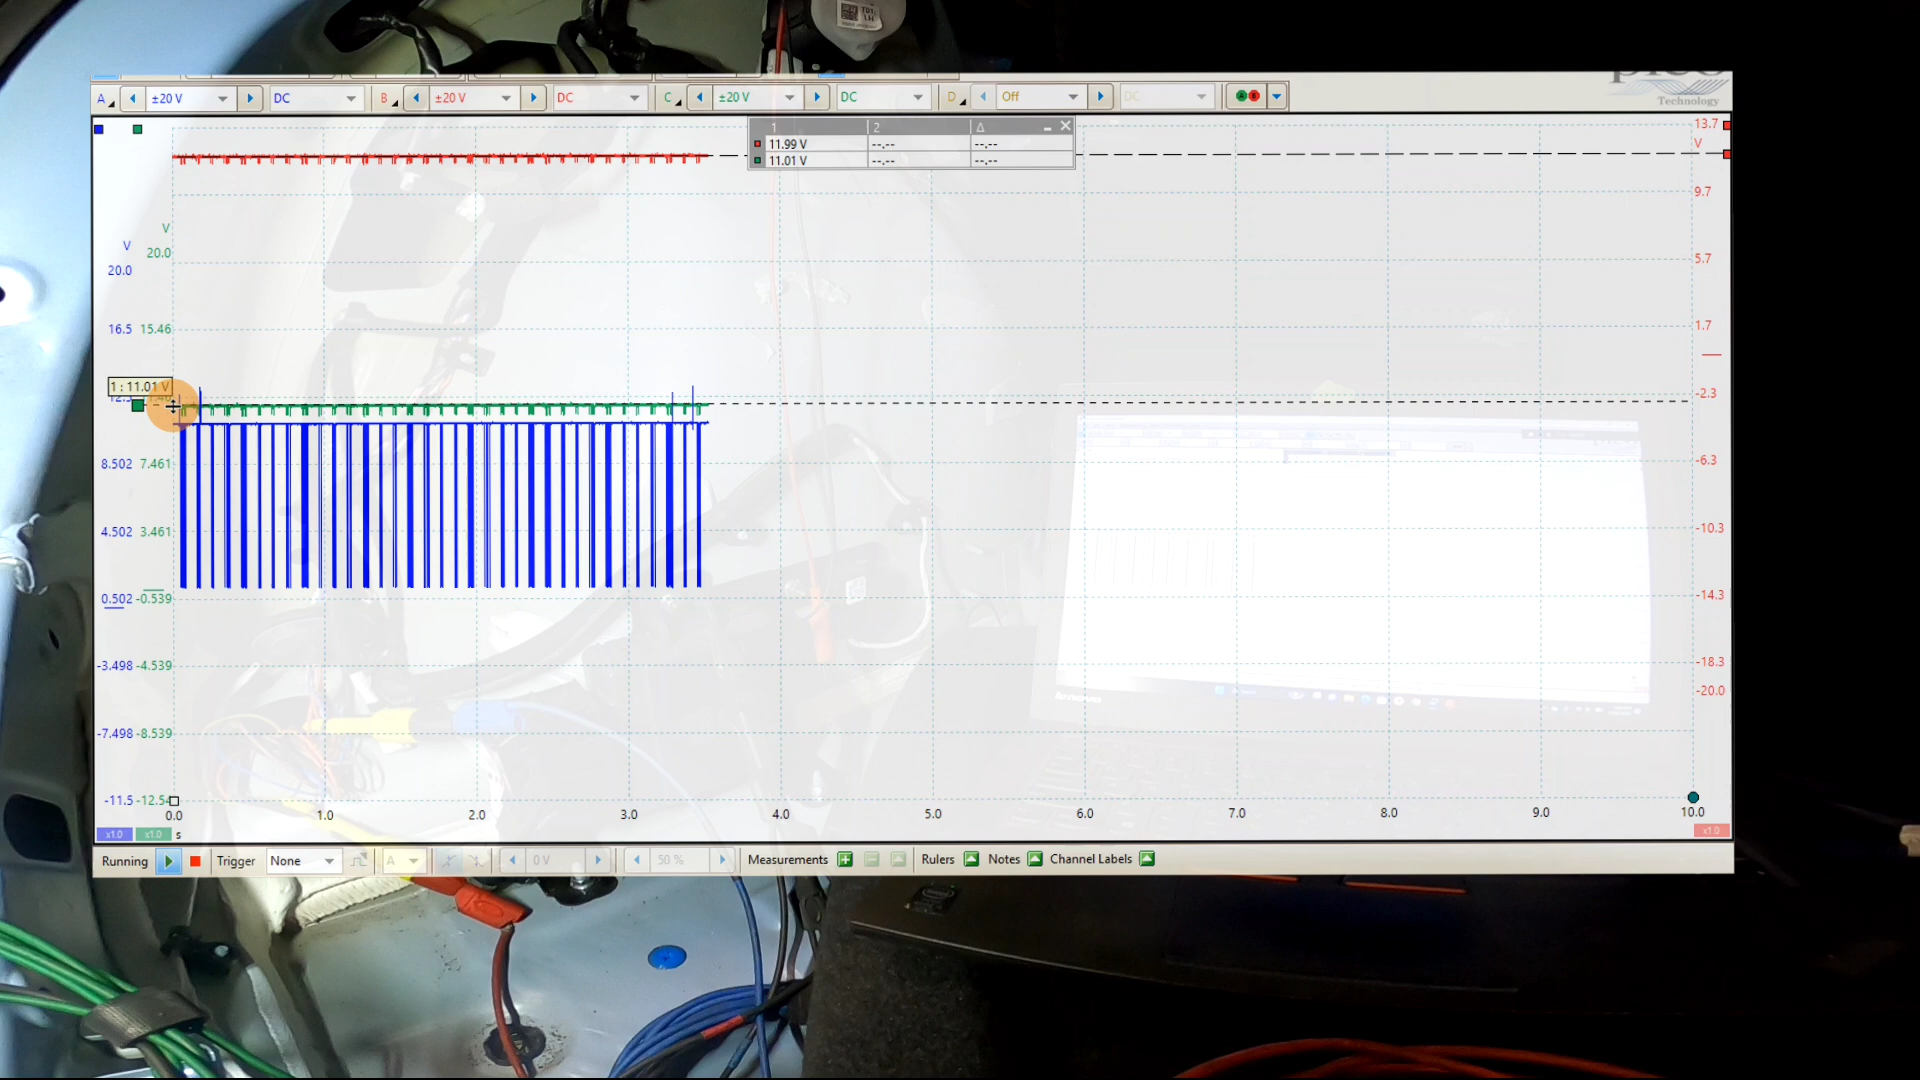 TD1
1.H
pico
Technology
A ±20 V DC B ±20 V DC C ±20 V DC D Off DC
1 2 Δ
11.99 V --.-- --.--
11.01 V --.-- --.--
13.7
V
9.7
5.7
1.7
-2.3
-6.3
-10.3
-14.3
-18.3
-20.0
x1.0
V V
20.0 20.0
16.5 15.46
1 : 11.01 V
8.502 7.461
4.502 3.461
0.502 -0.539
-3.498 -4.539
-7.498 -8.539
-11.5 -12.54
0.0 1.0 2.0 3.0 4.0 5.0 6.0 7.0 8.0 9.0 10.0
x1.0 x1.0 s
Lenovo
Running Trigger None A 0 V 50 % Measurements Rulers Notes Channel Labels